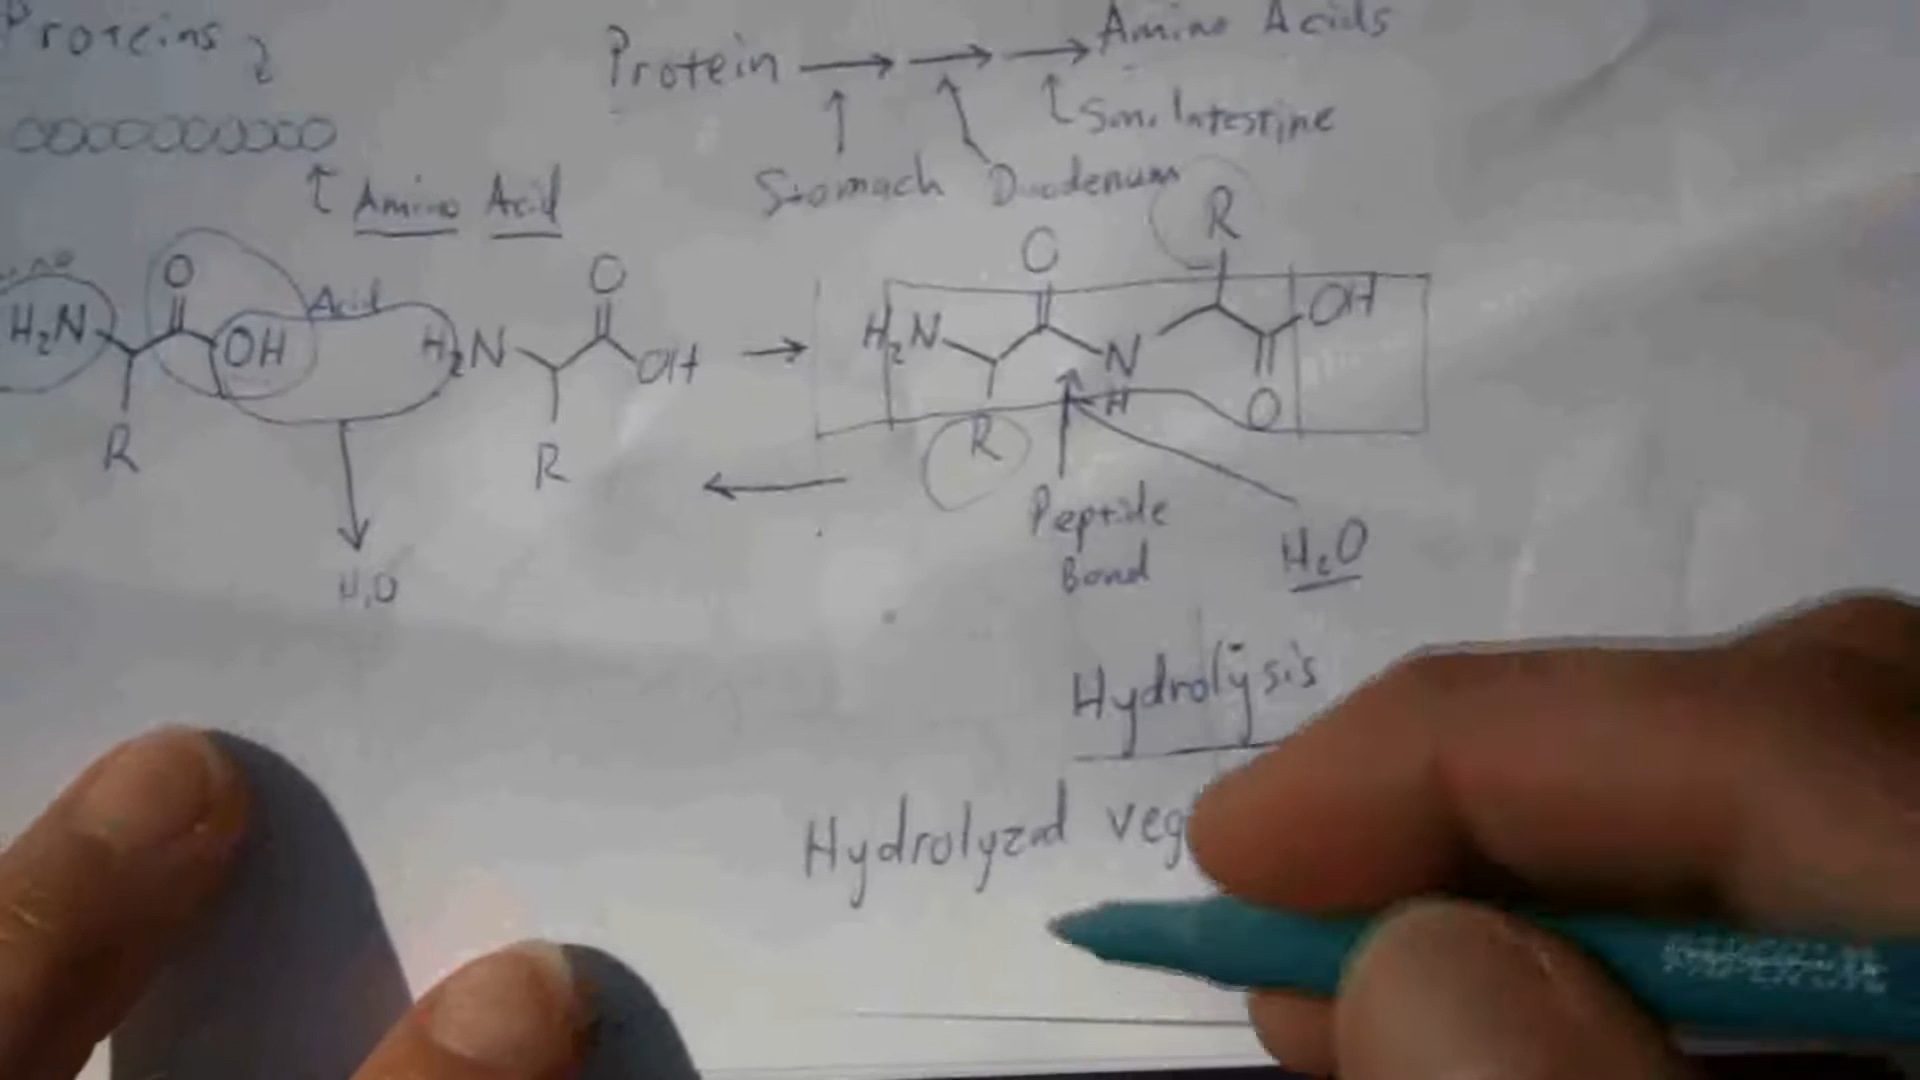 Proteins
Protein → → → Amino Acids
↑ Stomach
Duodenum
Sm. Intestine
↑ Amino Acid
H₂N
O
OH
R
Acid
H₂N
O
OH
R
→
H₂N
O
R
N
H
R
OH
O
←
H₂O
Peptide
Bond
H₂O
Hydrolysis
Hydrolyzed veg